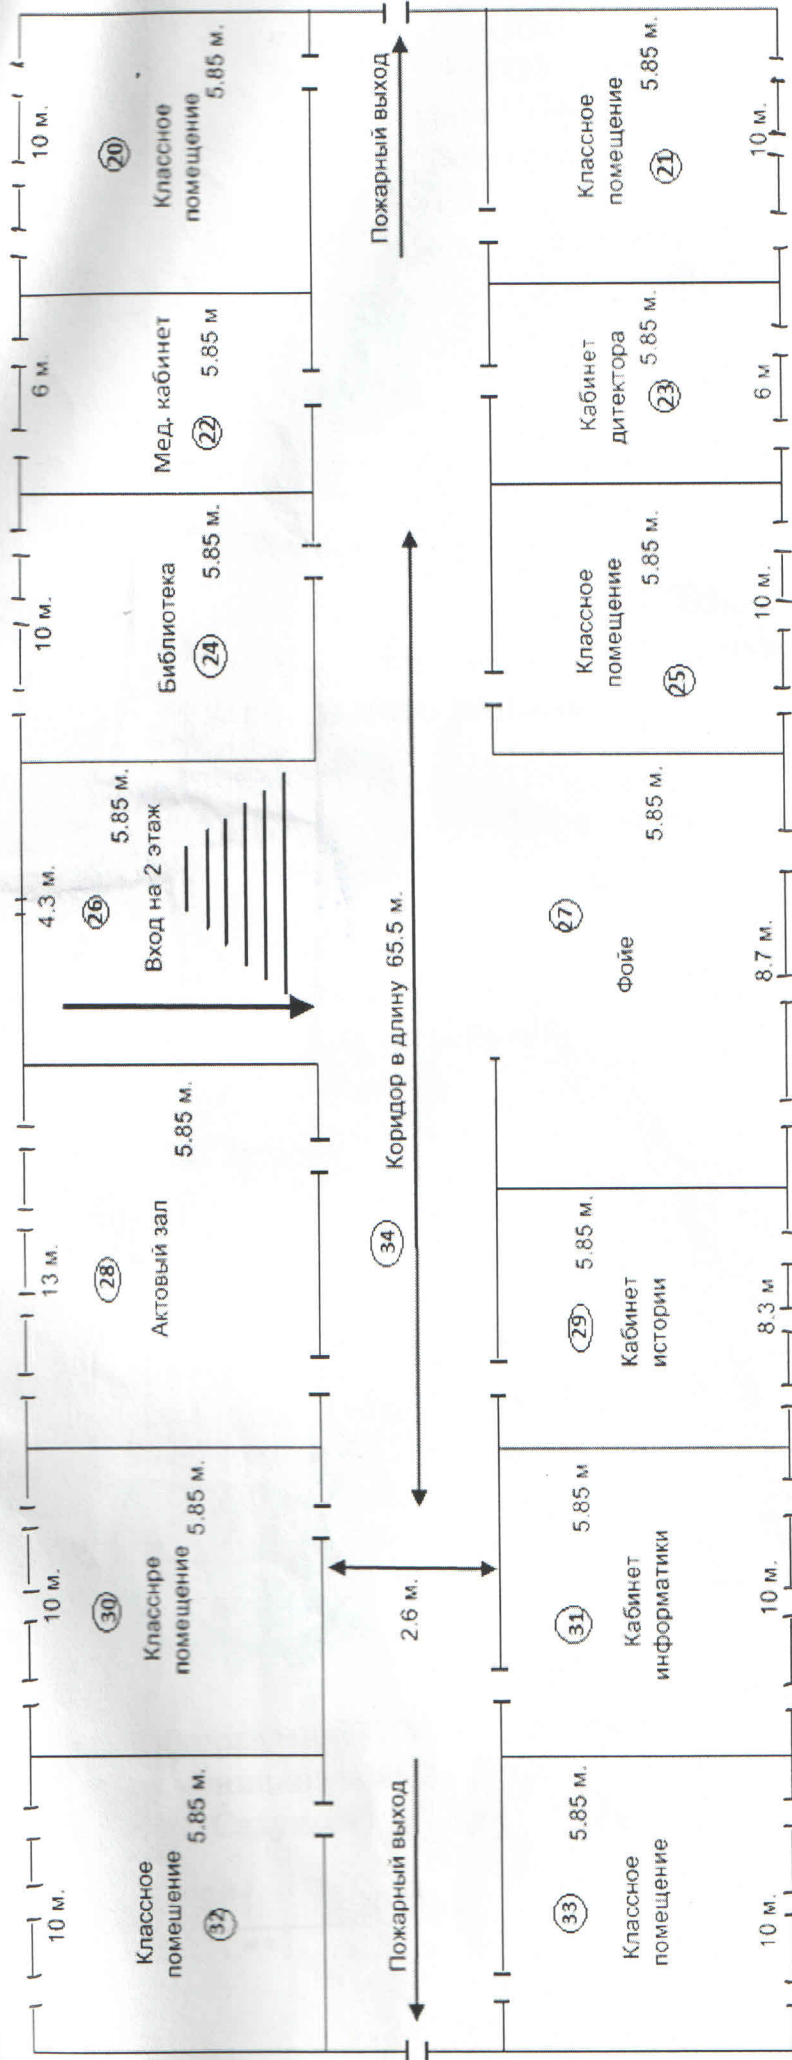 10 м.
Классное
помешение
5.85 м.
32
10 м.
30
Класснре
помещение
5.85 м.
13 м.
28
Актовый зал
5.85 м.
4.3 м.
26
5.85 м.
Вход на 2 этаж
10 м.
Библиотека
24
5.85 м.
6 м.
Мед. кабинет
22
5.85 м
10 м.
20
Классное
помещение
5.85 м.
Пожарный выход
2.6 м.
34
Коридор в длину 65.5 м.
Пожарный выход
33
5.85 м.
Классное
помещение
10 м.
31
5.85 м
Кабинет
информатики
10 м.
29
5.85 м.
Кабинет
истории
8.3 м
27
Фойе
5.85 м.
8.7 м.
Классное
помещение
5.85 м.
25
10 м.
Кабинет
дитектора
23
5.85 м.
6 м
Классное
помещение
5.85 м.
21
10 м.